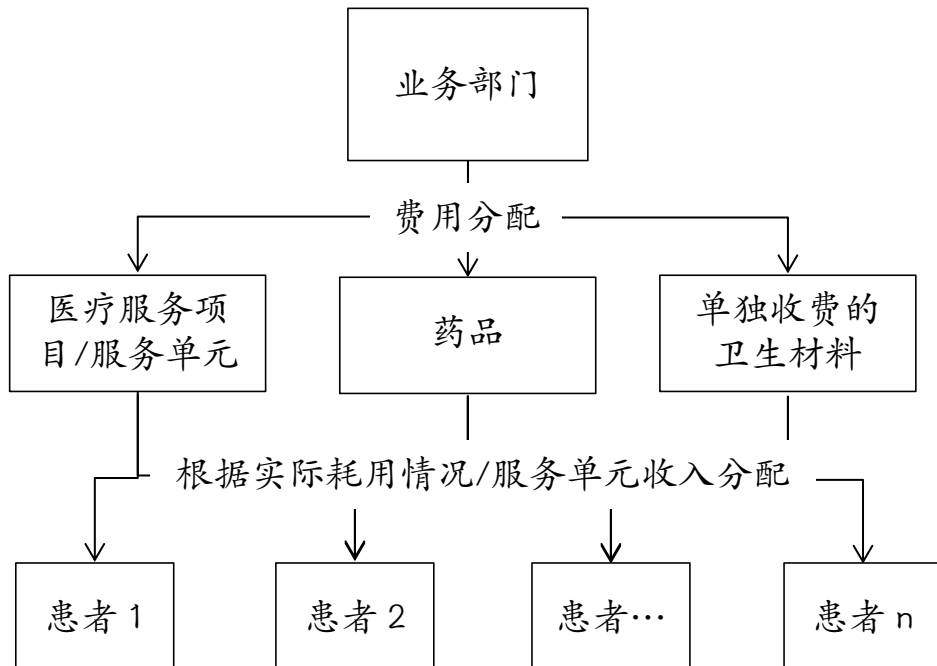 业务部门
费用分配
医疗服务项
目/服务单元
药品
单独收费的
卫生材料
根据实际耗用情况/服务单元收入分配
患者1
患者2
患者…
患者n